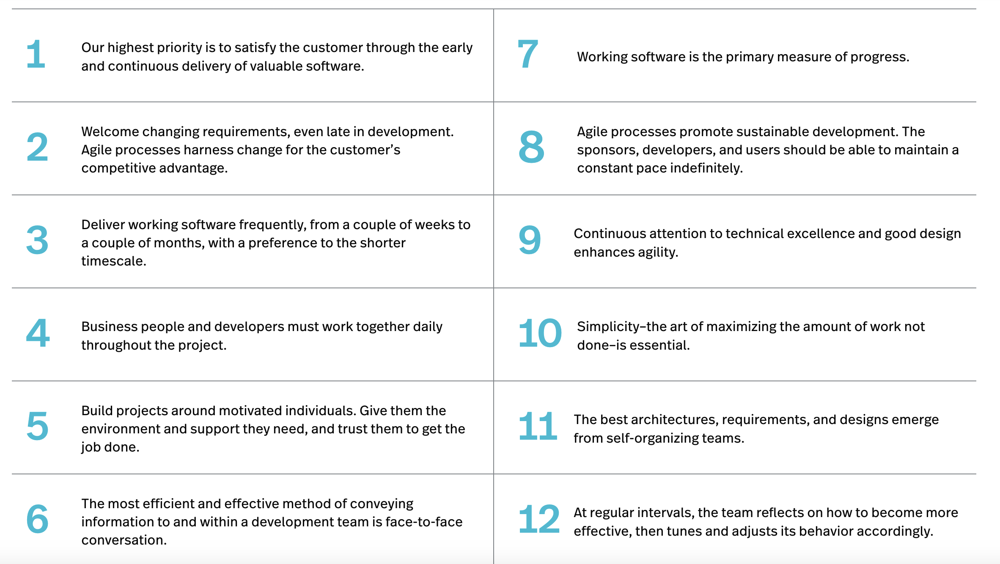 1
Our highest priority is to satisfy the customer through the early
and continuous delivery of valuable software.
2
Welcome changing requirements, even late in development.
Agile processes harness change for the customer’s
competitive advantage.
3
Deliver working software frequently, from a couple of weeks to
a couple of months, with a preference to the shorter
timescale.
4
Business people and developers must work together daily
throughout the project.
5
Build projects around motivated individuals. Give them the
environment and support they need, and trust them to get the
job done.
6
The most efficient and effective method of conveying
information to and within a development team is face-to-face
conversation.
7
Working software is the primary measure of progress.
8
Agile processes promote sustainable development. The
sponsors, developers, and users should be able to maintain a
constant pace indefinitely.
9
Continuous attention to technical excellence and good design
enhances agility.
10
Simplicity–the art of maximizing the amount of work not
done–is essential.
11
The best architectures, requirements, and designs emerge
from self-organizing teams.
12
At regular intervals, the team reflects on how to become more
effective, then tunes and adjusts its behavior accordingly.